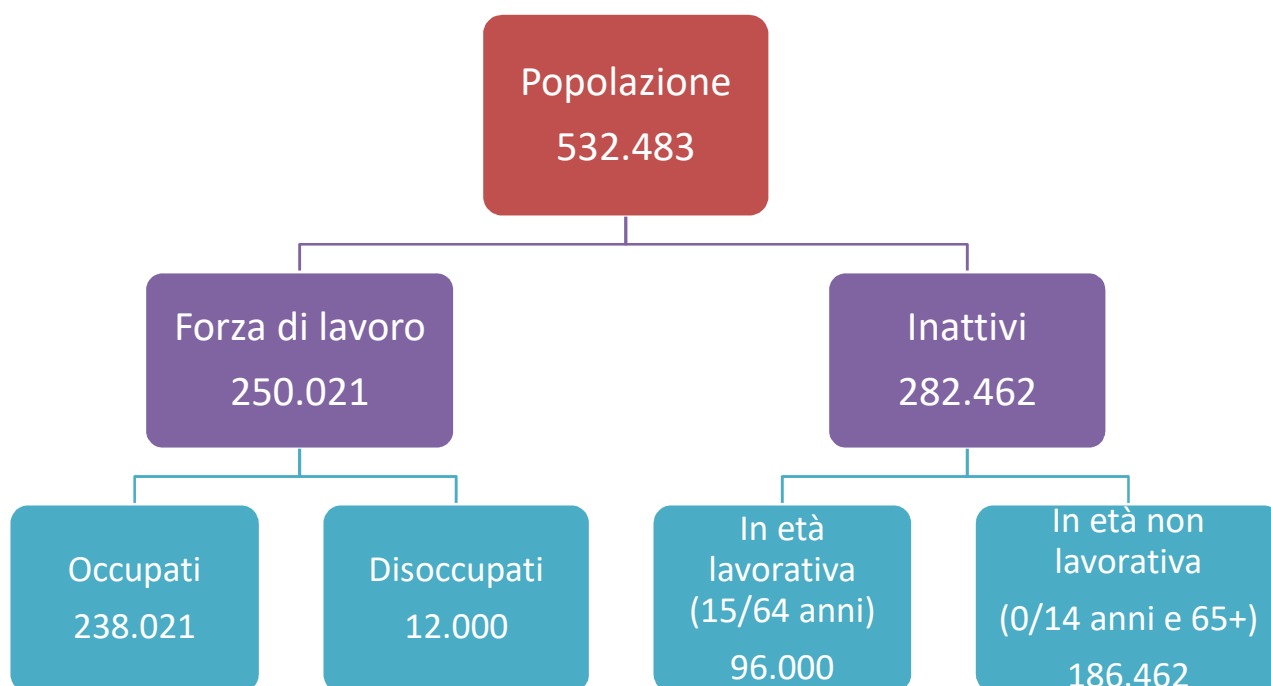 Popolazione
532.483
Forza di lavoro
250.021
Inattivi
282.462
Occupati
238.021
Disoccupati
12.000
In età
lavorativa
(15/64 anni)
96.000
In età non
lavorativa
(0/14 anni e 65+)
186.462